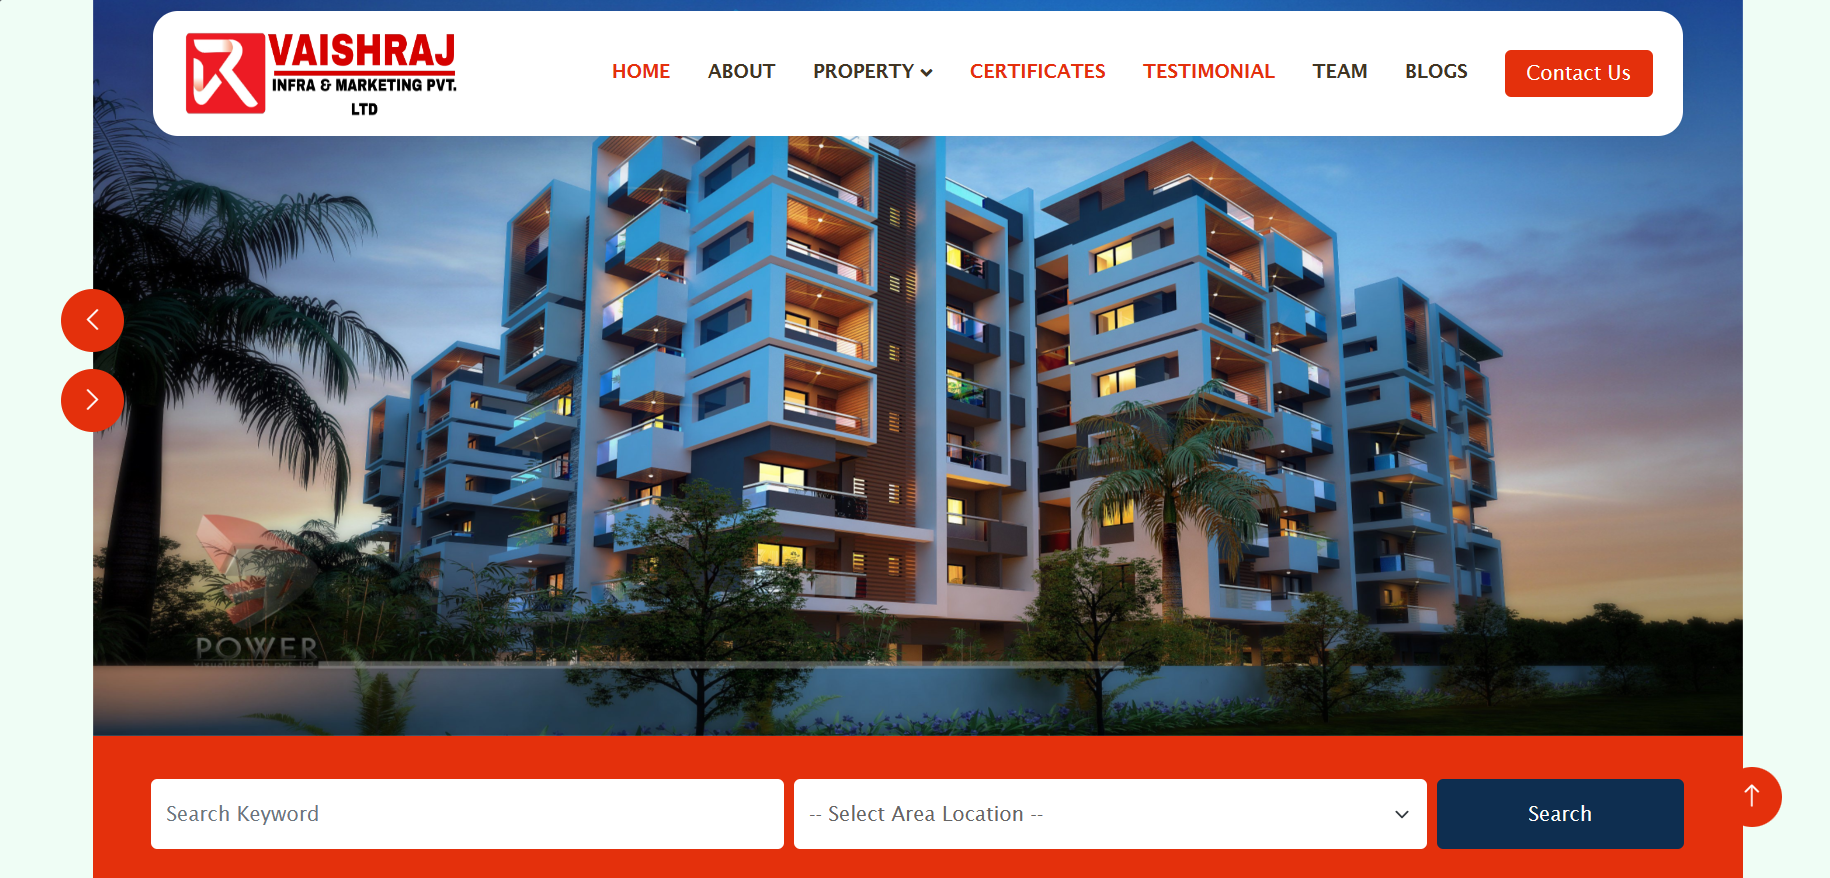 VAISHRAJ
INFRA & MARKETING PVT.
LTD
HOME
ABOUT
PROPERTY
CERTIFICATES
TESTIMONIAL
TEAM
BLOGS
Contact Us
POWER
Search Keyword
-- Select Area Location --
Search